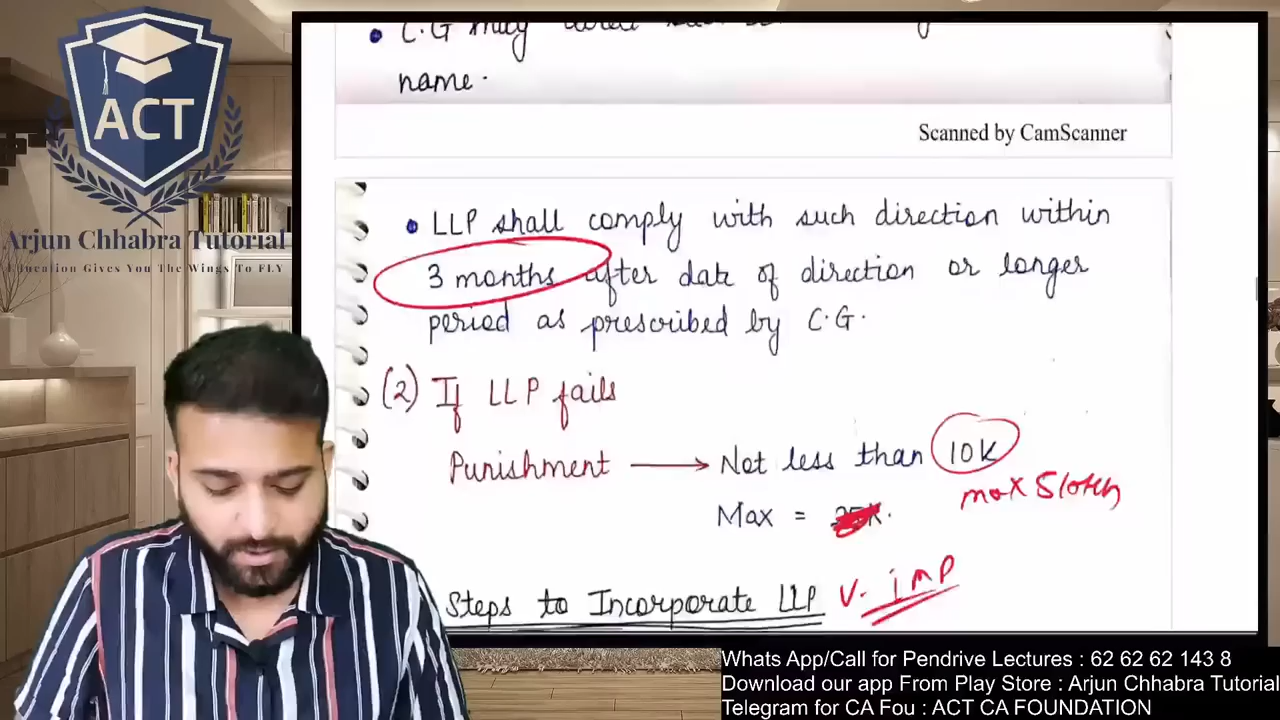 ACT
Arjun Chhabra Tutorial
Education Gives You The Wings To FLY
• C.G may
name.
Scanned by CamScanner
• LLP shall comply with such direction within
3 months after date of direction or longer
period as prescribed by C.G.
(2) If LLP fails
Punishment → Not less than 10K
max 5 lakh
Max =
Steps to Incorporate LLP V. imp
Whats App/Call for Pendrive Lectures : 62 62 62 143 8
Download our app From Play Store : Arjun Chhabra Tutorial
Telegram for CA Fou : ACT CA FOUNDATION